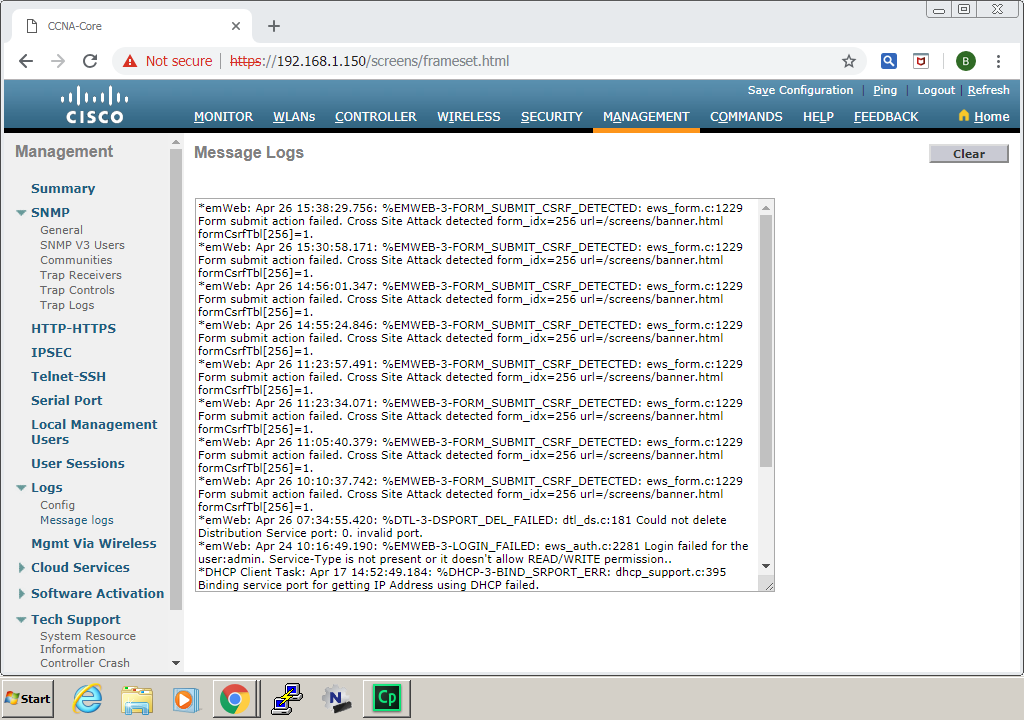 CCNA-Core
Not secure
https://192.168.1.150/screens/frameset.html
B
Save Configuration | Ping | Logout | Refresh
CISCO
MONITOR WLANs CONTROLLER WIRELESS SECURITY MANAGEMENT COMMANDS HELP FEEDBACK Home
Management
Summary
SNMP
General
SNMP V3 Users
Communities
Trap Receivers
Trap Controls
Trap Logs
HTTP-HTTPS
IPSEC
Telnet-SSH
Serial Port
Local Management
Users
User Sessions
Logs
Config
Message logs
Mgmt Via Wireless
Cloud Services
Software Activation
Tech Support
System Resource
Information
Controller Crash
Message Logs
Clear
*emWeb: Apr 26 15:38:29.756: %EMWEB-3-FORM_SUBMIT_CSRF_DETECTED: ews_form.c:1229
Form submit action failed. Cross Site Attack detected form_idx=256 url=/screens/banner.html
formCsrfTbl[256]=1.
*emWeb: Apr 26 15:30:58.171: %EMWEB-3-FORM_SUBMIT_CSRF_DETECTED: ews_form.c:1229
Form submit action failed. Cross Site Attack detected form_idx=256 url=/screens/banner.html
formCsrfTbl[256]=1.
*emWeb: Apr 26 14:56:01.347: %EMWEB-3-FORM_SUBMIT_CSRF_DETECTED: ews_form.c:1229
Form submit action failed. Cross Site Attack detected form_idx=256 url=/screens/banner.html
formCsrfTbl[256]=1.
*emWeb: Apr 26 14:55:24.846: %EMWEB-3-FORM_SUBMIT_CSRF_DETECTED: ews_form.c:1229
Form submit action failed. Cross Site Attack detected form_idx=256 url=/screens/banner.html
formCsrfTbl[256]=1.
*emWeb: Apr 26 11:23:57.491: %EMWEB-3-FORM_SUBMIT_CSRF_DETECTED: ews_form.c:1229
Form submit action failed. Cross Site Attack detected form_idx=256 url=/screens/banner.html
formCsrfTbl[256]=1.
*emWeb: Apr 26 11:23:34.071: %EMWEB-3-FORM_SUBMIT_CSRF_DETECTED: ews_form.c:1229
Form submit action failed. Cross Site Attack detected form_idx=256 url=/screens/banner.html
formCsrfTbl[256]=1.
*emWeb: Apr 26 11:05:40.379: %EMWEB-3-FORM_SUBMIT_CSRF_DETECTED: ews_form.c:1229
Form submit action failed. Cross Site Attack detected form_idx=256 url=/screens/banner.html
formCsrfTbl[256]=1.
*emWeb: Apr 26 10:10:37.742: %EMWEB-3-FORM_SUBMIT_CSRF_DETECTED: ews_form.c:1229
Form submit action failed. Cross Site Attack detected form_idx=256 url=/screens/banner.html
formCsrfTbl[256]=1.
*emWeb: Apr 26 07:34:55.420: %DTL-3-DSPORT_DEL_FAILED: dtl_ds.c:181 Could not delete
Distribution Service port: 0. invalid port.
*emWeb: Apr 24 10:16:49.190: %EMWEB-3-LOGIN_FAILED: ews_auth.c:2281 Login failed for the
user:admin. Service-Type is not present or it doesn't allow READ/WRITE permission..
*DHCP Client Task: Apr 17 14:52:49.184: %DHCP-3-BIND_SRPORT_ERR: dhcp_support.c:395
Binding service port for getting IP Address using DHCP failed.
Start
N
Cp